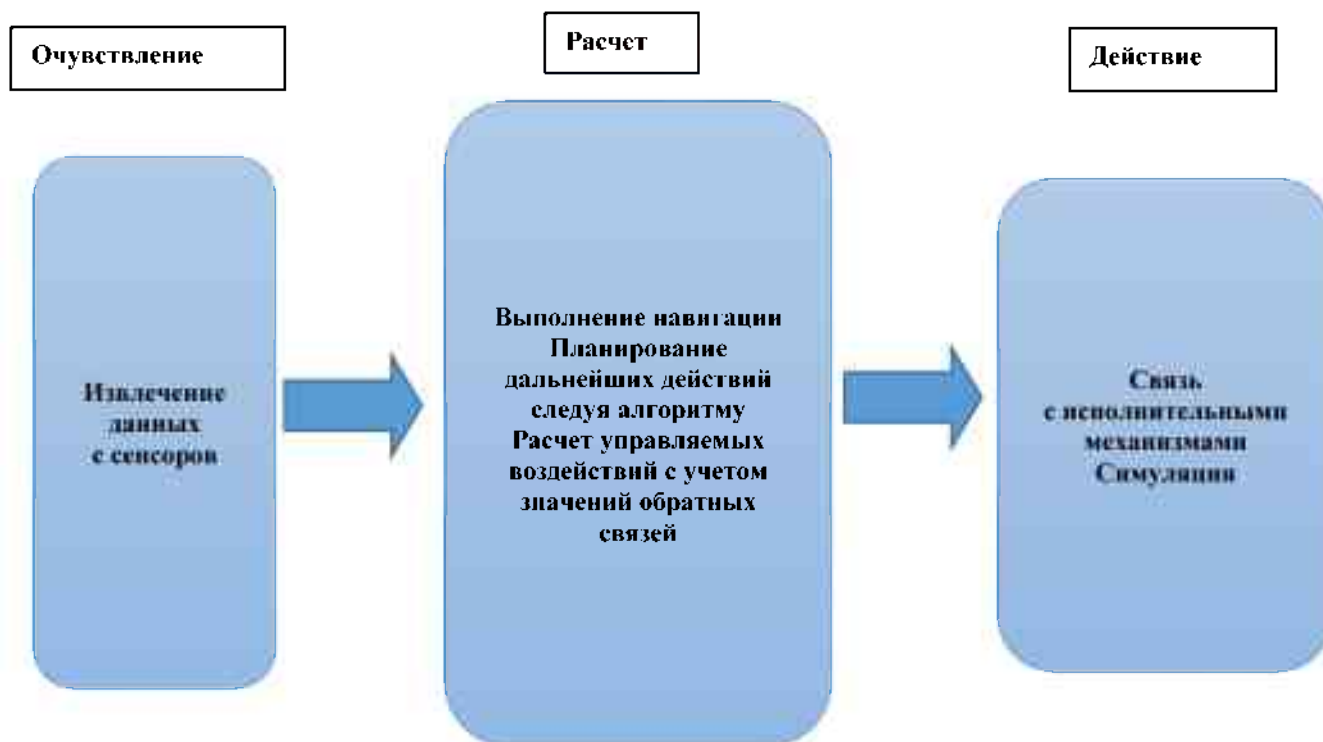 Очувствление
Расчет
Действие
Извлечение
данных
с сенсоров
Выполнение навигации
Планирование
дальнейших действий
следуя алгоритму
Расчет управляемых
воздействий с учетом
значений обратных
связей
Связь
с исполнительными
механизмами
Симуляция